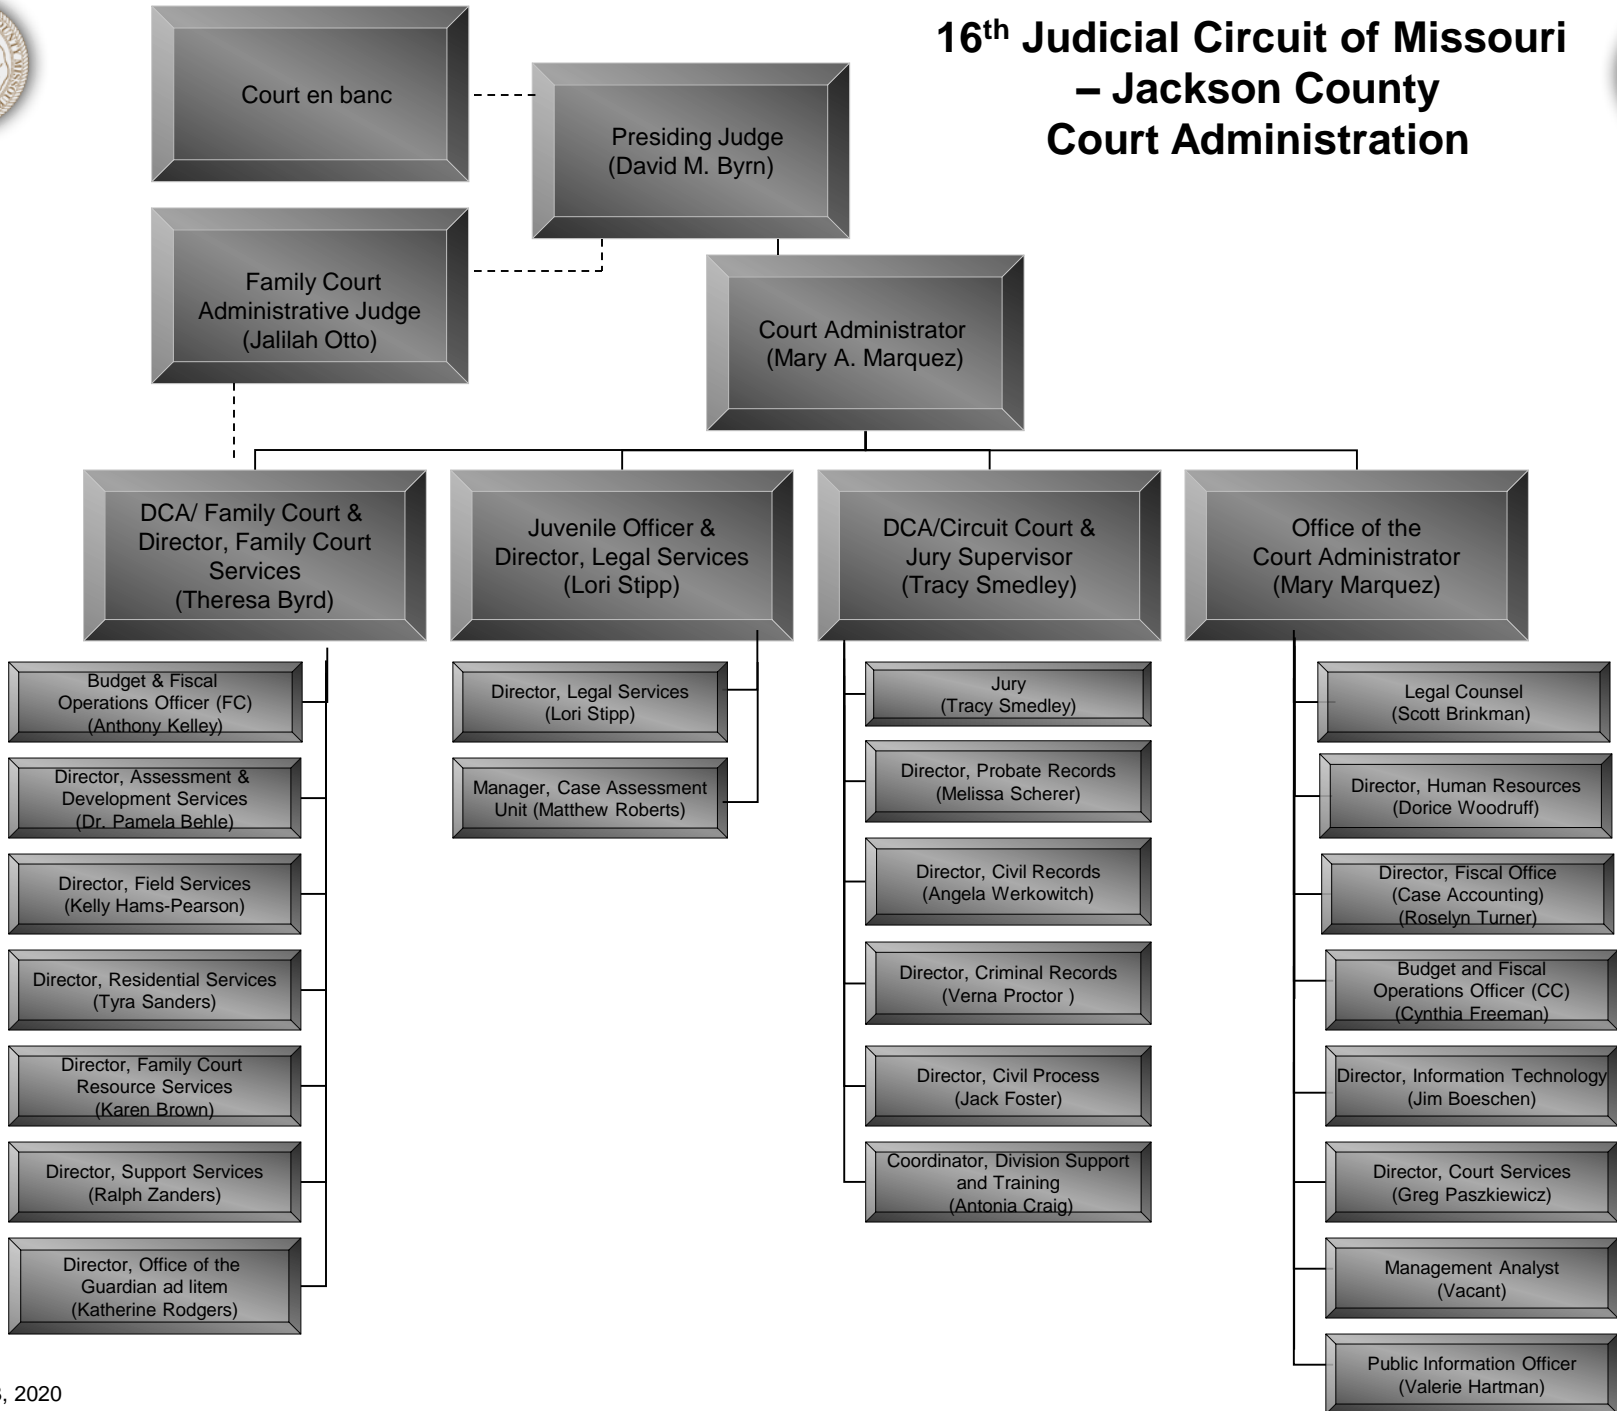 16th Judicial Circuit of Missouri
– Jackson County
Court Administration
Court en banc
Presiding Judge
(David M. Byrn)
Family Court
Administrative Judge
(Jalilah Otto)
Court Administrator
(Mary A. Marquez)
DCA/ Family Court &
Director, Family Court
Services
(Theresa Byrd)
Juvenile Officer &
Director, Legal Services
(Lori Stipp)
DCA/Circuit Court &
Jury Supervisor
(Tracy Smedley)
Office of the
Court Administrator
(Mary Marquez)
Budget & Fiscal
Operations Officer (FC)
(Anthony Kelley)
Director, Assessment &
Development Services
(Dr. Pamela Behle)
Director, Field Services
(Kelly Hams-Pearson)
Director, Residential Services
(Tyra Sanders)
Director, Family Court
Resource Services
(Karen Brown)
Director, Support Services
(Ralph Zanders)
Director, Office of the
Guardian ad litem
(Katherine Rodgers)
Director, Legal Services
(Lori Stipp)
Manager, Case Assessment
Unit (Matthew Roberts)
Jury
(Tracy Smedley)
Director, Probate Records
(Melissa Scherer)
Director, Civil Records
(Angela Werkowitch)
Director, Criminal Records
(Verna Proctor )
Director, Civil Process
(Jack Foster)
Coordinator, Division Support
and Training
(Antonia Craig)
Legal Counsel
(Scott Brinkman)
Director, Human Resources
(Dorice Woodruff)
Director, Fiscal Office
(Case Accounting)
(Roselyn Turner)
Budget and Fiscal
Operations Officer (CC)
(Cynthia Freeman)
Director, Information Technology
(Jim Boeschen)
Director, Court Services
(Greg Paszkiewicz)
Management Analyst
(Vacant)
Public Information Officer
(Valerie Hartman)
, 2020